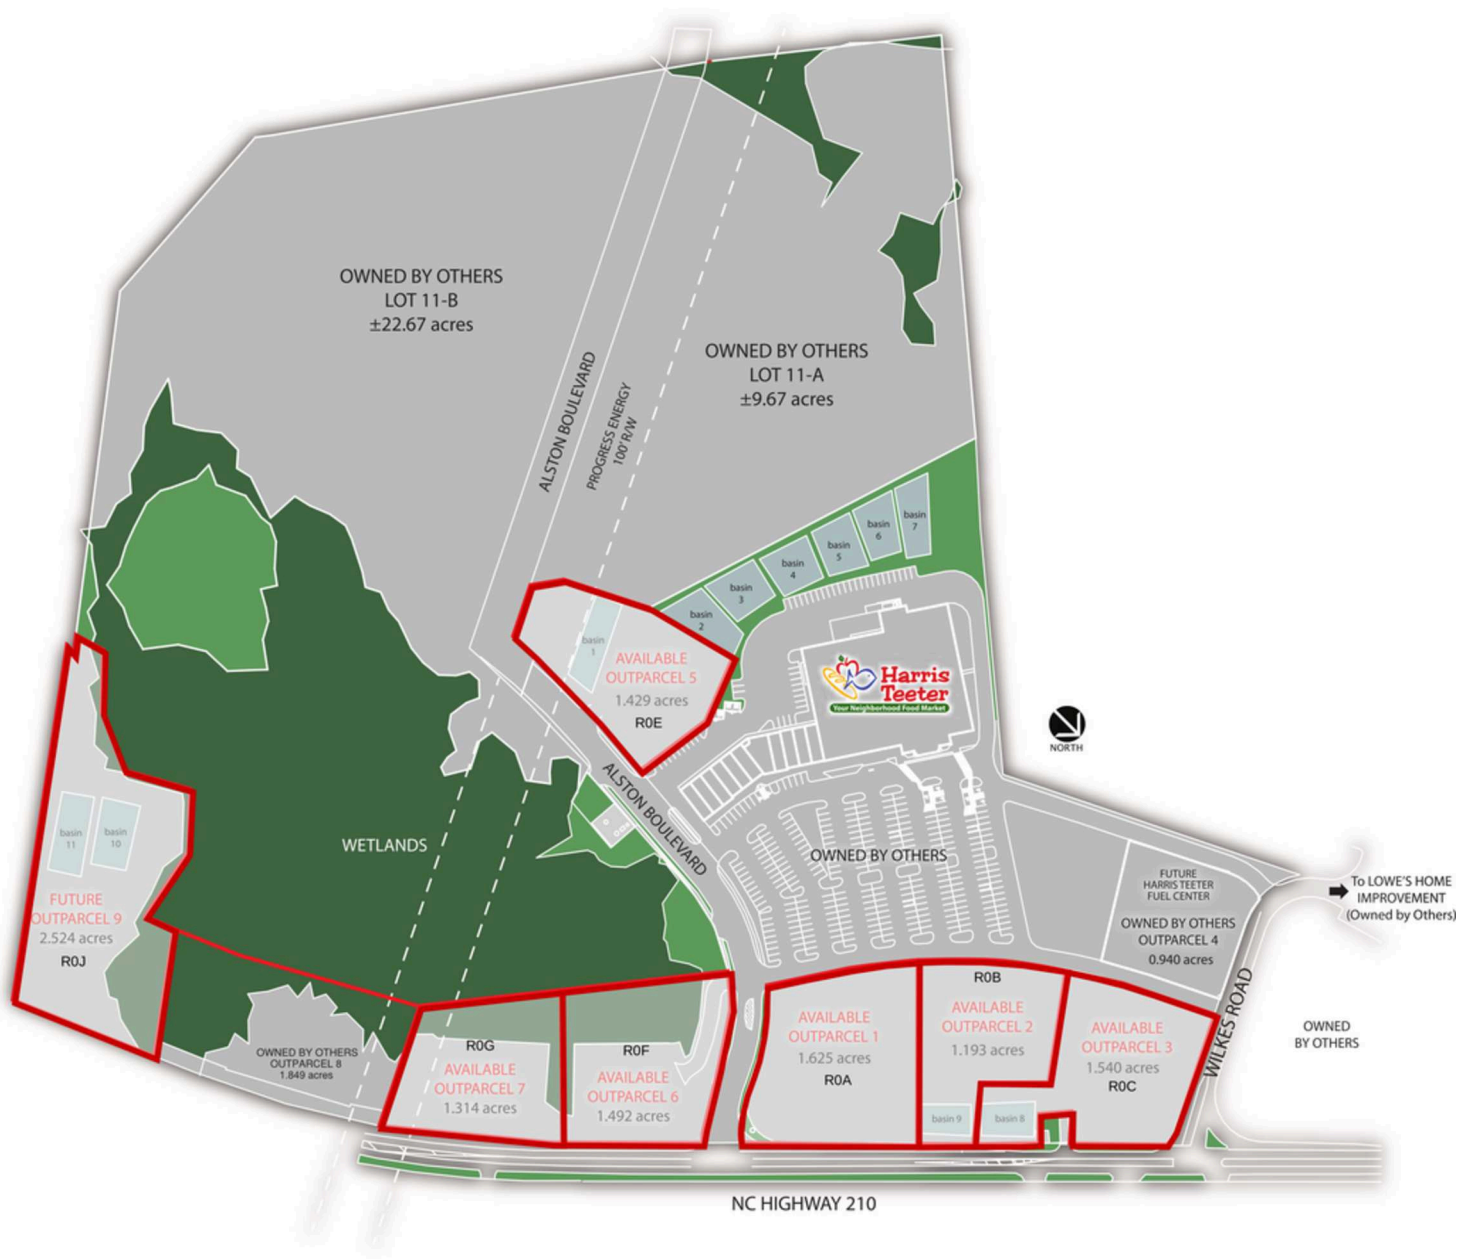 OWNED BY OTHERS
LOT 11-B
±22.67 acres
OWNED BY OTHERS
LOT 11-A
±9.67 acres
ALSTON BOULEVARD
PROGRESS ENERGY
100' R/W
basin
7
basin
6
basin
5
basin
4
basin
3
basin
2
basin
1
AVAILABLE
OUTPARCEL 5
1.429 acres
R0E
Harris
Teeter
Your Neighborhood Food Market
NORTH
ALSTON BOULEVARD
WETLANDS
OWNED BY OTHERS
basin
11
basin
10
FUTURE
OUTPARCEL 9
2.524 acres
R0J
FUTURE
HARRIS TEETER
FUEL CENTER
OWNED BY OTHERS
OUTPARCEL 4
0.940 acres
To LOWE'S HOME
IMPROVEMENT
(Owned by Others)
WILKES ROAD
OWNED
BY OTHERS
OWNED BY OTHERS
OUTPARCEL 8
1.849 acres
R0G
AVAILABLE
OUTPARCEL 7
1.314 acres
R0F
AVAILABLE
OUTPARCEL 6
1.492 acres
AVAILABLE
OUTPARCEL 1
1.625 acres
R0A
R0B
AVAILABLE
OUTPARCEL 2
1.193 acres
AVAILABLE
OUTPARCEL 3
1.540 acres
R0C
basin 9
basin 8
NC HIGHWAY 210